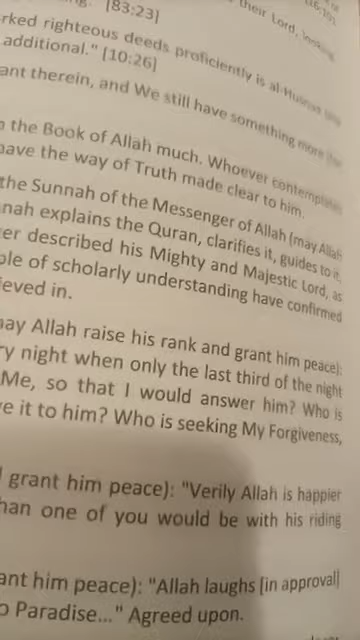 [83:23]
their Lord, looking
rked righteous deeds proficiently is al-Husnaa
additional." [10:26]
ant therein, and We still have something more
the Book of Allah much. Whoever contemplates
have the way of Truth made clear to him.
the Sunnah of the Messenger of Allah (may Allah
nah explains the Quran, clarifies it, guides to it,
er described his Mighty and Majestic Lord, as
ple of scholarly understanding have confirmed
ieved in.
ay Allah raise his rank and grant him peace):
ry night when only the last third of the night
Me, so that I would answer him? Who is
e it to him? Who is seeking My Forgiveness,
grant him peace): "Verily Allah is happier
han one of you would be with his riding
ant him peace): "Allah laughs [in approval]
o Paradise..." Agreed upon.